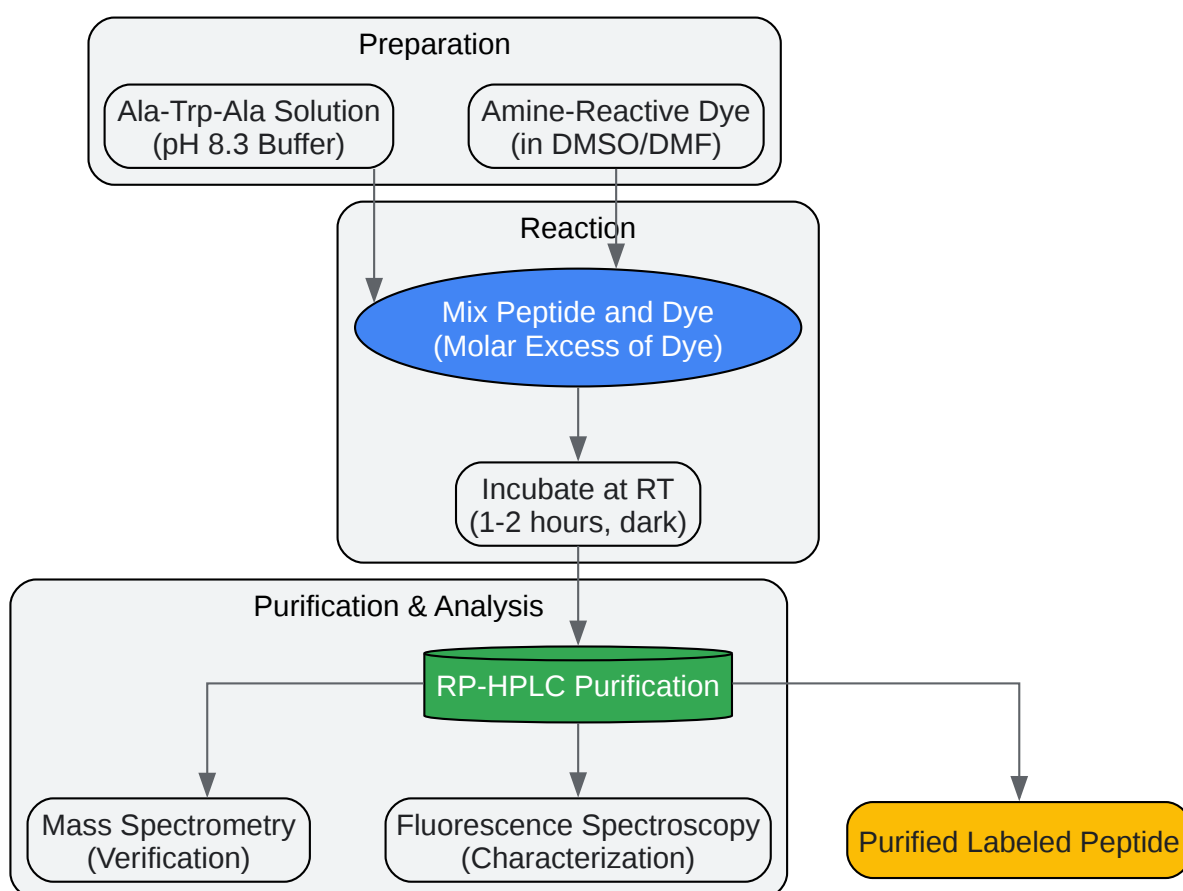 Preparation
Ala-Trp-Ala Solution
(pH 8.3 Buffer)
Amine-Reactive Dye
(in DMSO/DMF)
Reaction
Mix Peptide and Dye
(Molar Excess of Dye)
Incubate at RT
(1-2 hours, dark)
Purification & Analysis
RP-HPLC Purification
Mass Spectrometry
(Verification)
Fluorescence Spectroscopy
(Characterization)
Purified Labeled Peptide